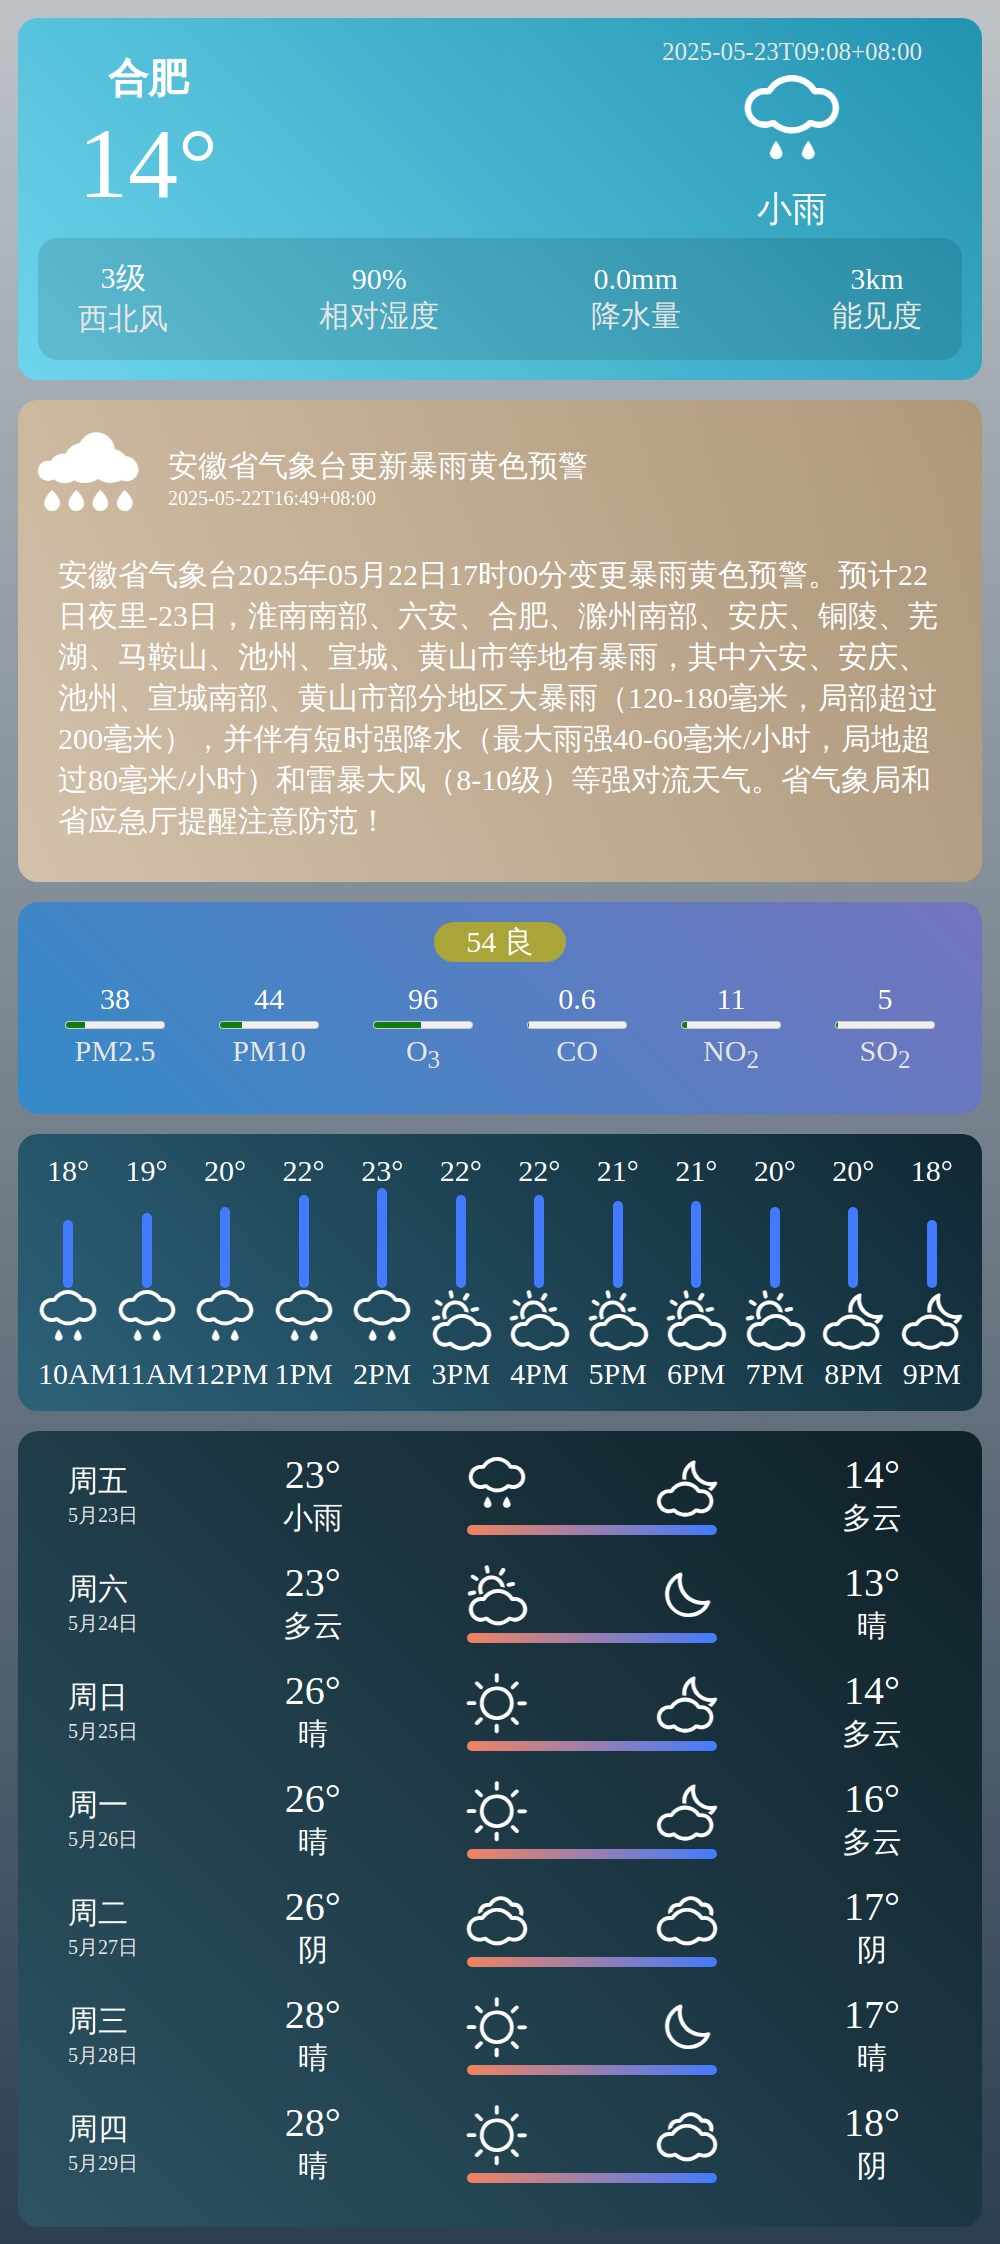 合肥
14°
2025-05-23T09:08+08:00
小雨
3级 90% 0.0mm 3km
西北风 相对湿度 降水量 能见度
安徽省气象台更新暴雨黄色预警
2025-05-22T16:49+08:00
安徽省气象台2025年05月22日17时00分变更暴雨黄色预警。预计22
日夜里-23日，淮南南部、六安、合肥、滁州南部、安庆、铜陵、芜
湖、马鞍山、池州、宣城、黄山市等地有暴雨，其中六安、安庆、
池州、宣城南部、黄山市部分地区大暴雨（120-180毫米，局部超过
200毫米），并伴有短时强降水（最大雨强40-60毫米/小时，局地超
过80毫米/小时）和雷暴大风（8-10级）等强对流天气。省气象局和
省应急厅提醒注意防范！
54 良
38 44 96 0.6 11 5
PM2.5 PM10 O3 CO NO2 SO2
18° 19° 20° 22° 23° 22° 22° 21° 21° 20° 20° 18°
10AM 11AM 12PM 1PM 2PM 3PM 4PM 5PM 6PM 7PM 8PM 9PM
周五 23° 14°
5月23日 小雨 多云
周六 23° 13°
5月24日 多云 晴
周日 26° 14°
5月25日 晴 多云
周一 26° 16°
5月26日 晴 多云
周二 26° 17°
5月27日 阴 阴
周三 28° 17°
5月28日 晴 晴
周四 28° 18°
5月29日 晴 阴